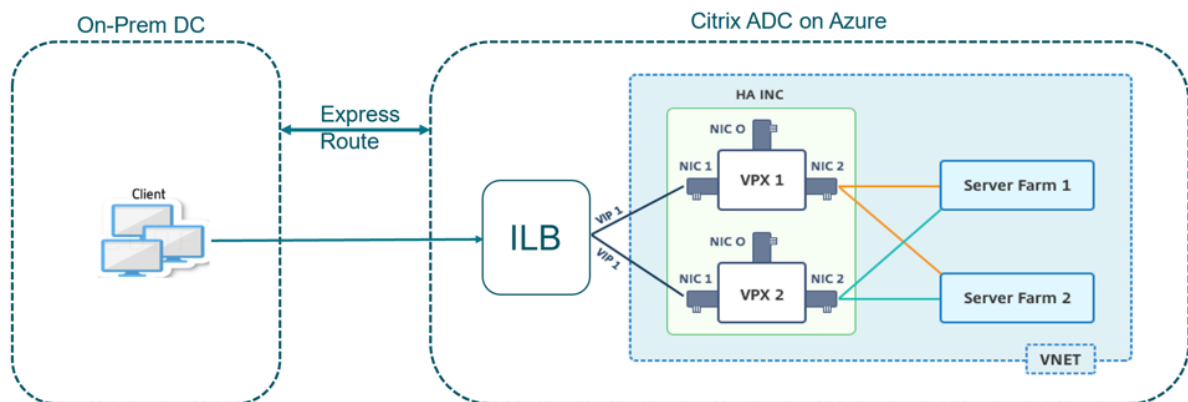 On-Prem DC
Citrix ADC on Azure
Express
Route
Client
ILB
VIP 1
VIP 1
HA INC
NIC O
NIC 1
VPX 1
NIC 2
NIC O
NIC 1
VPX 2
NIC 2
Server Farm 1
Server Farm 2
VNET